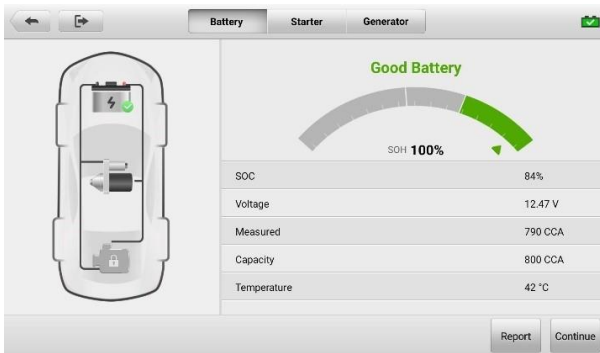 Battery Starter Generator
Good Battery
SOH 100%
SOC 84%
Voltage 12.47 V
Measured 790 CCA
Capacity 800 CCA
Temperature 42 °C
Report Continue